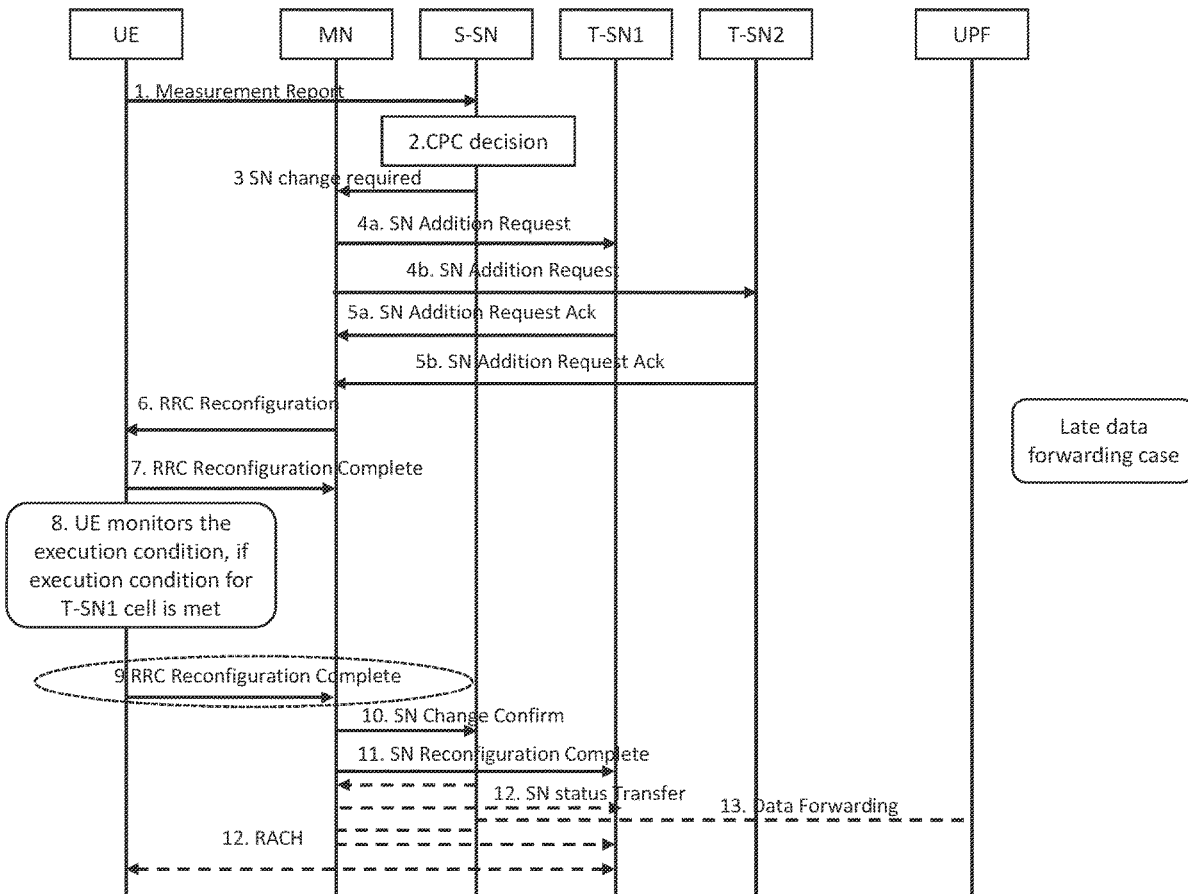 UE
MN
S-SN
T-SN1
T-SN2
UPF
1. Measurement Report
2.CPC decision
3 SN change required
4a. SN Addition Request
4b. SN Addition Request
5a. SN Addition Request Ack
5b. SN Addition Request Ack
6. RRC Reconfiguration
Late data
forwarding case
7. RRC Reconfiguration Complete
8. UE monitors the
execution condition, if
execution condition for
T-SN1 cell is met
9 RRC Reconfiguration Complete
10. SN Change Confirm
11. SN Reconfiguration Complete
12. SN status Transfer
13. Data Forwarding
12. RACH